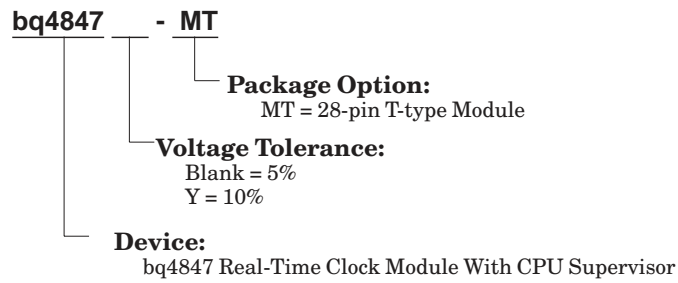 bq4847 - MT
Package Option:
MT = 28-pin T-type Module
Voltage Tolerance:
Blank = 5%
Y = 10%
Device:
bq4847 Real-Time Clock Module With CPU Supervisor